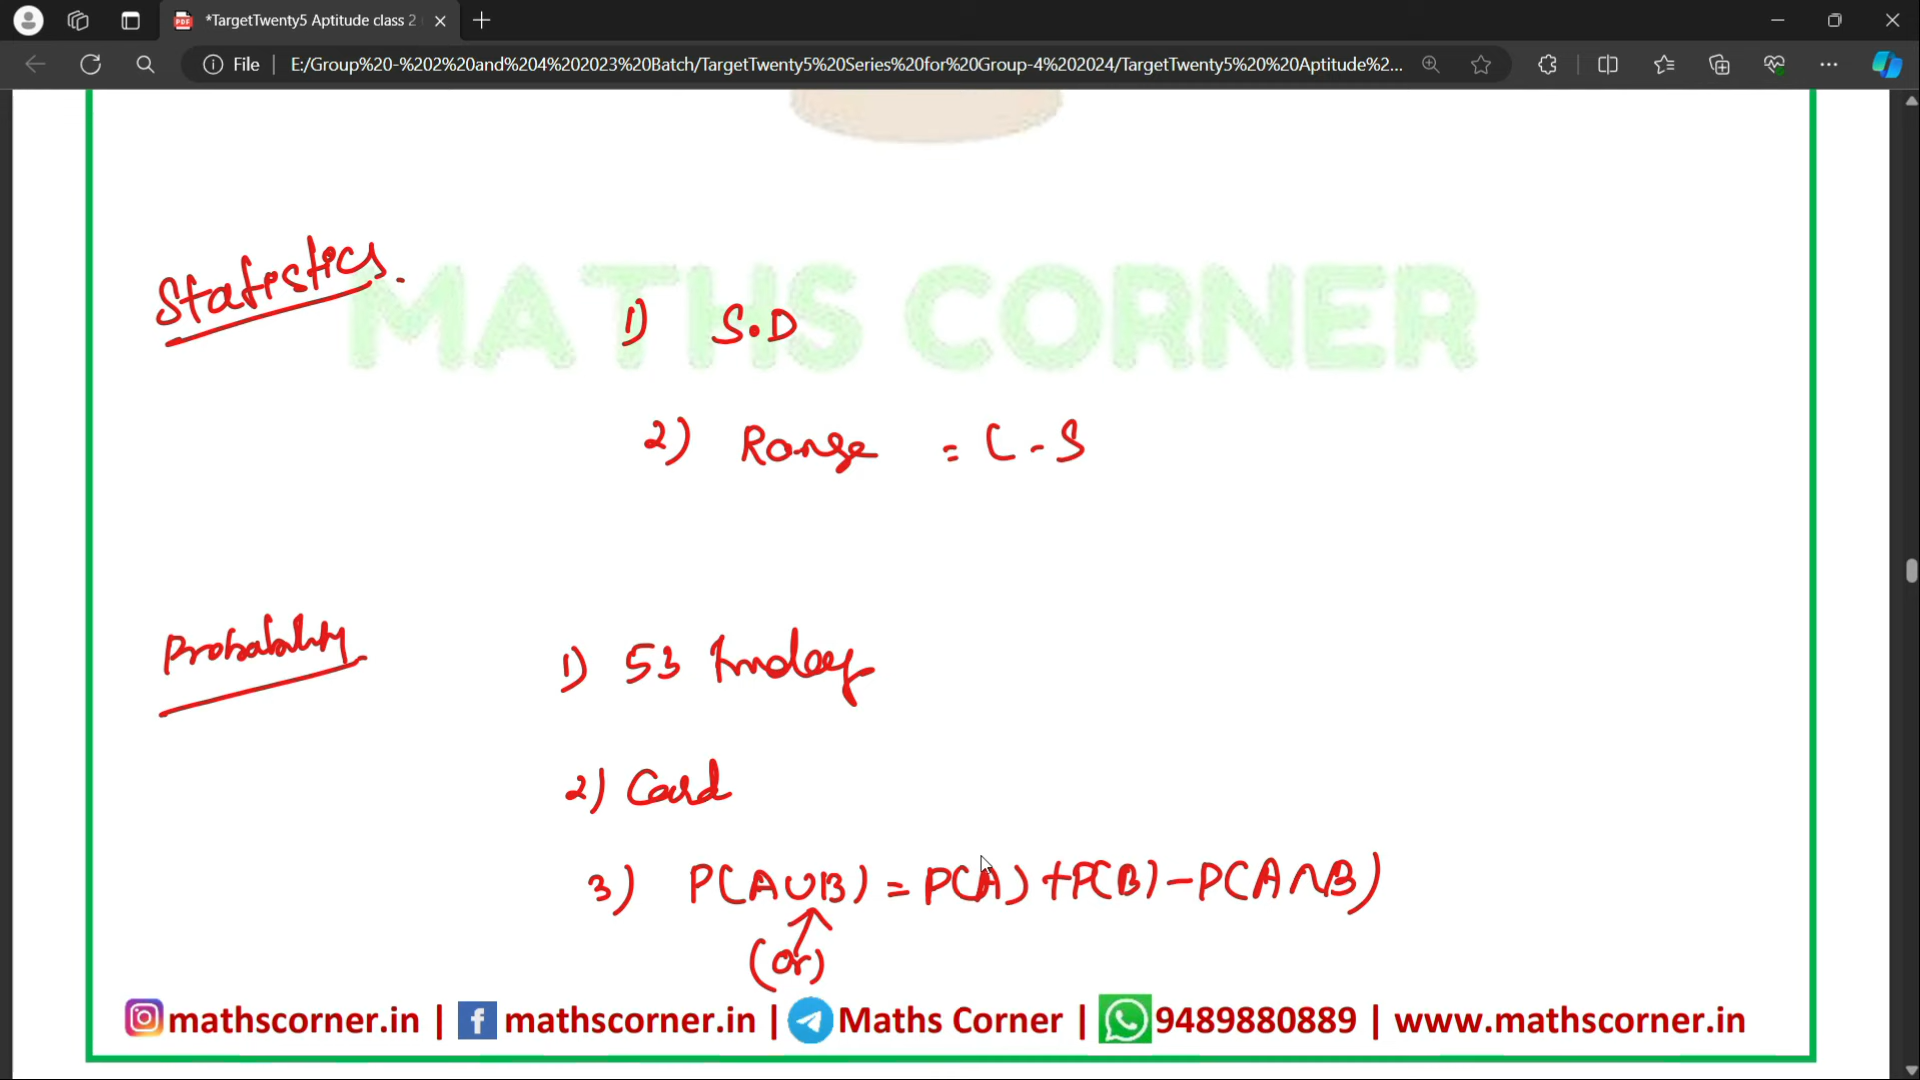 *TargetTwenty5 Aptitude class 2
File E:/Group%20-%202%20and%204%202023%20Batch/TargetTwenty5%20Series%20for%20Group-4%202024/TargetTwenty5%20%20Aptitude%2...
MATHS CORNER
Statistics.
1) S.D
2) Range = L - S
Probability
1) 53
2) Card
3) P(A∪B) = P(A) + P(B) - P(A∩B)
(or)
mathscorner.in | mathscorner.in | Maths Corner | 9489880889 | www.mathscorner.in